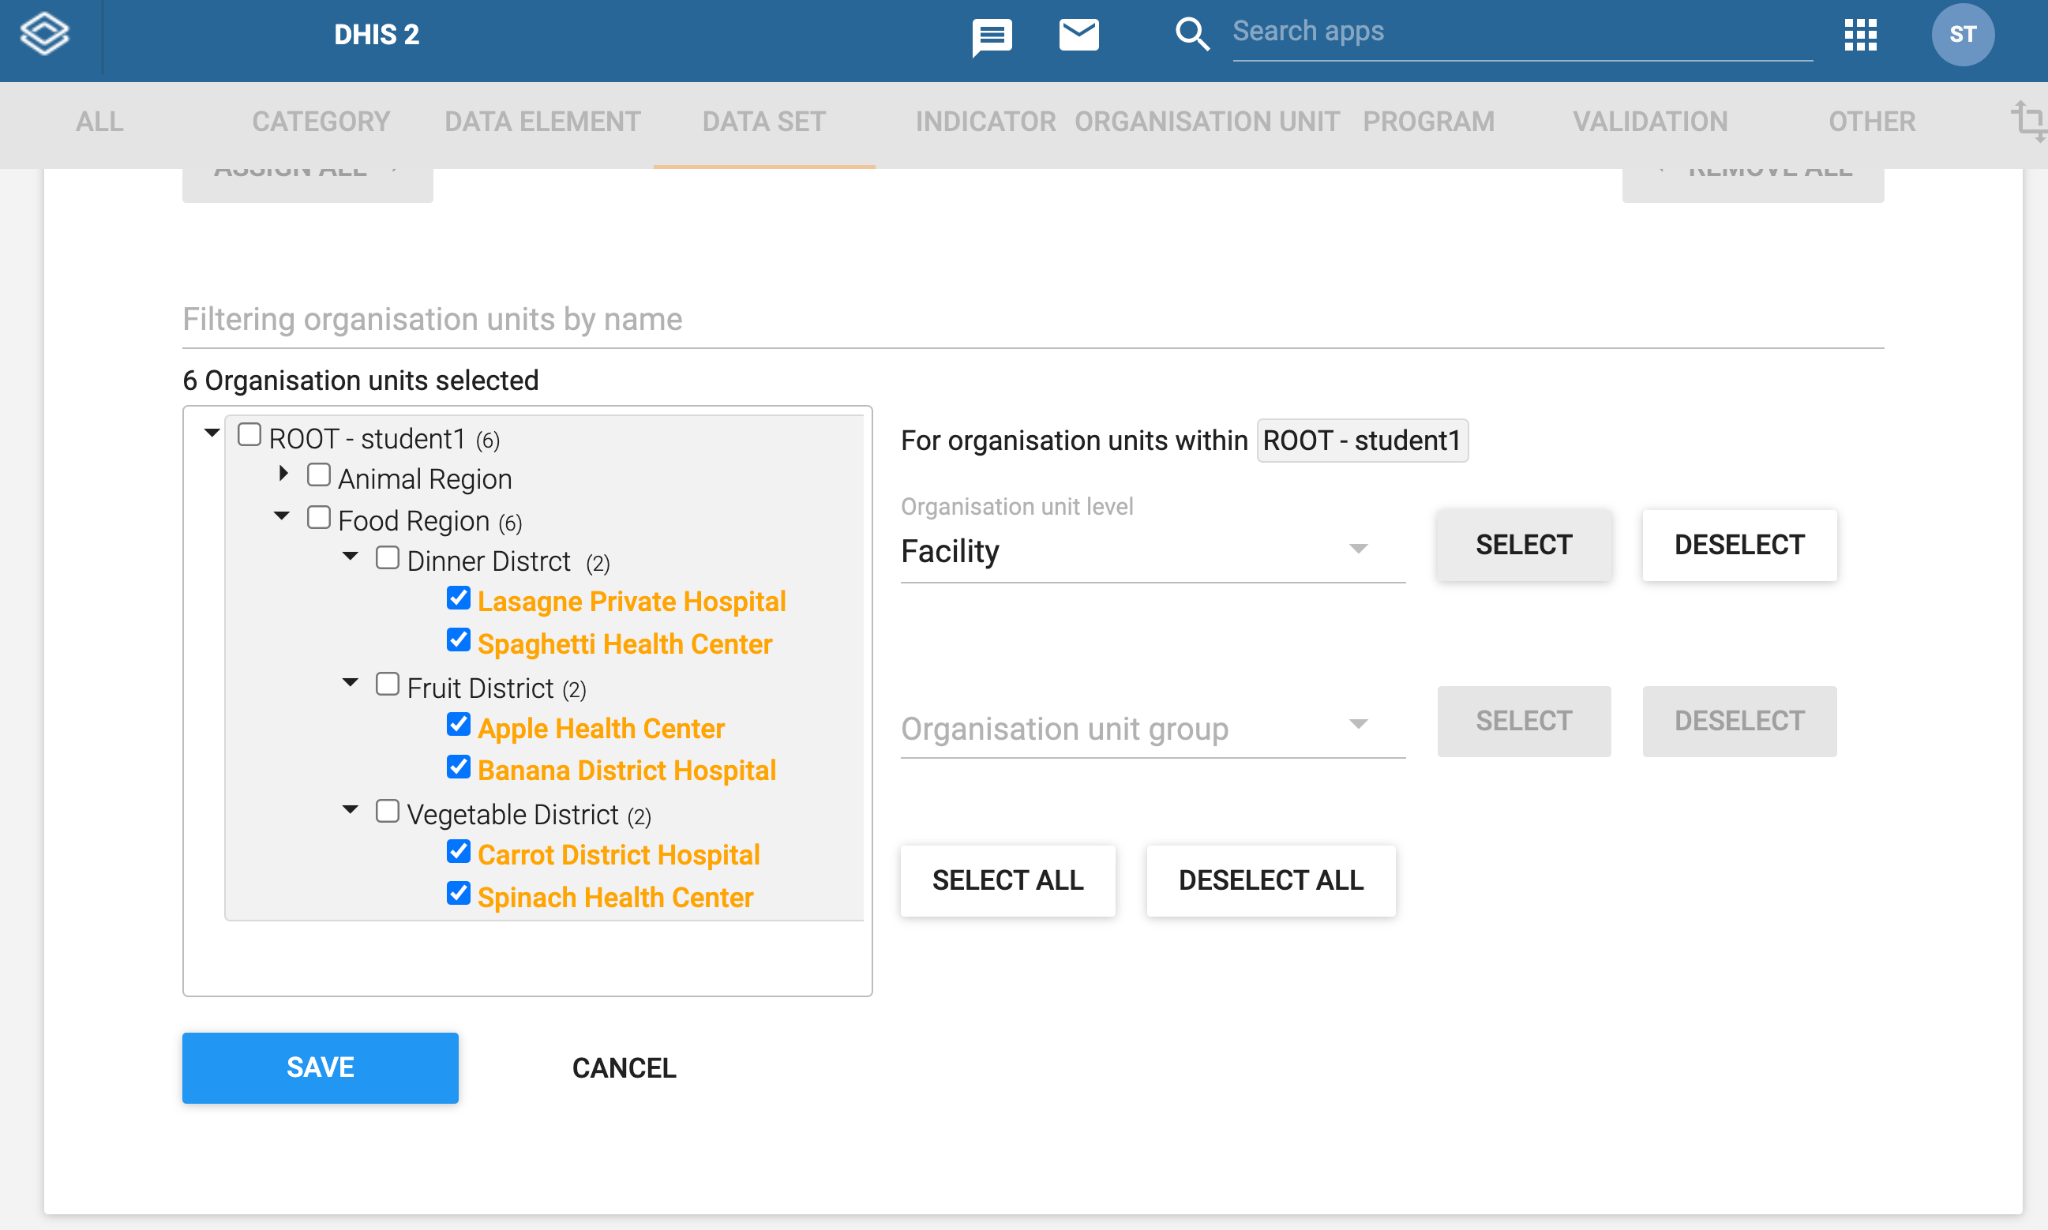 DHIS 2
Search apps
ST
ALL CATEGORY DATA ELEMENT DATA SET INDICATOR ORGANISATION UNIT PROGRAM VALIDATION OTHER
ASSIGN ALL REMOVE ALL
Filtering organisation units by name
6 Organisation units selected
ROOT - student1 (6)
Animal Region
Food Region (6)
Dinner Distrct (2)
Lasagne Private Hospital
Spaghetti Health Center
Fruit District (2)
Apple Health Center
Banana District Hospital
Vegetable District (2)
Carrot District Hospital
Spinach Health Center
For organisation units within ROOT - student1
Organisation unit level
Facility
SELECT DESELECT
Organisation unit group
SELECT DESELECT
SELECT ALL DESELECT ALL
SAVE CANCEL